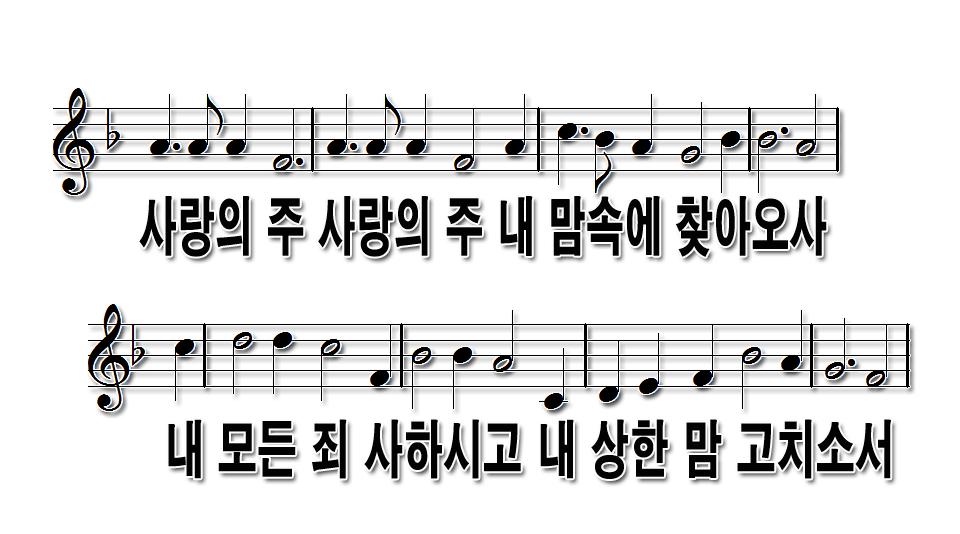 사랑의 주 사랑의 주 내 맘속에 찾아오사
내 모든 죄 사하시고 내 상한 맘 고치소서